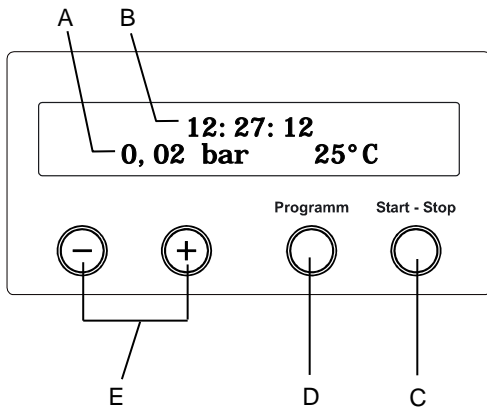 A B
12: 27: 12
0, 02 bar 25°C
Programm Start - Stop
− +
E D C